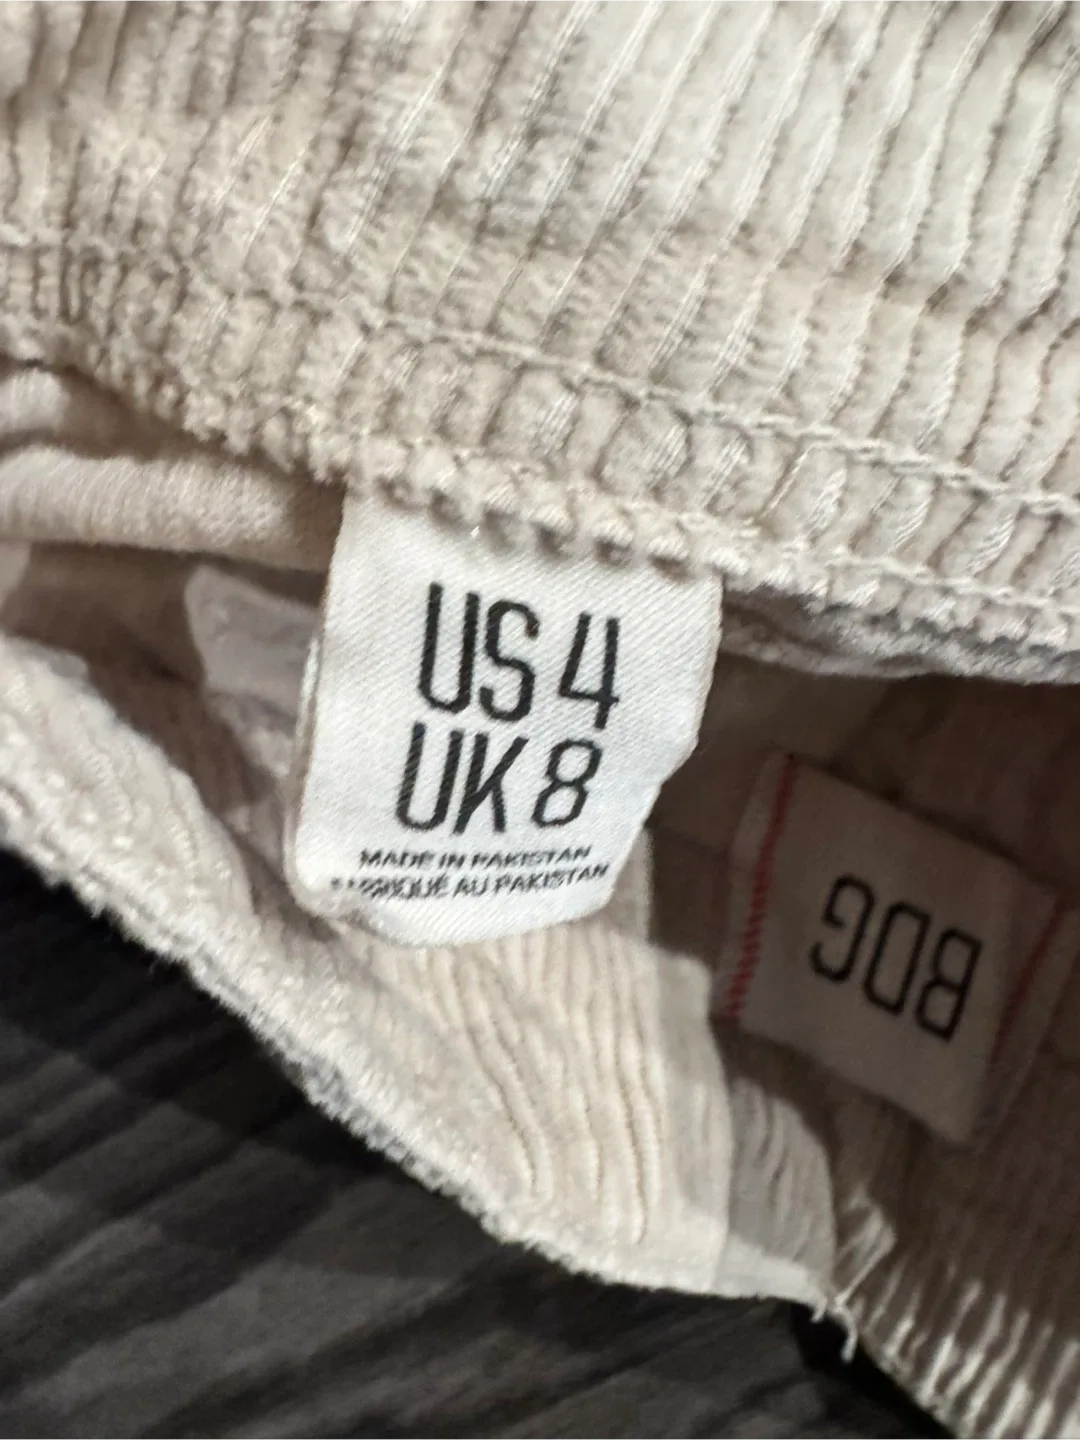 US 4
UK 8
MADE IN PAKISTAN
FABRIQUÉ AU PAKISTAN
BDG